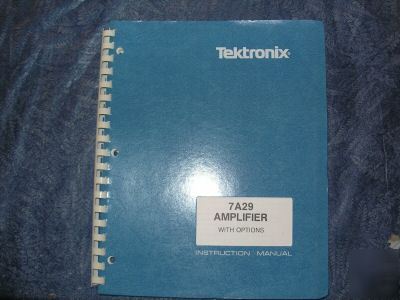 Tektronix
7A29
AMPLIFIER
WITH OPTIONS
INSTRUCTION MANUAL